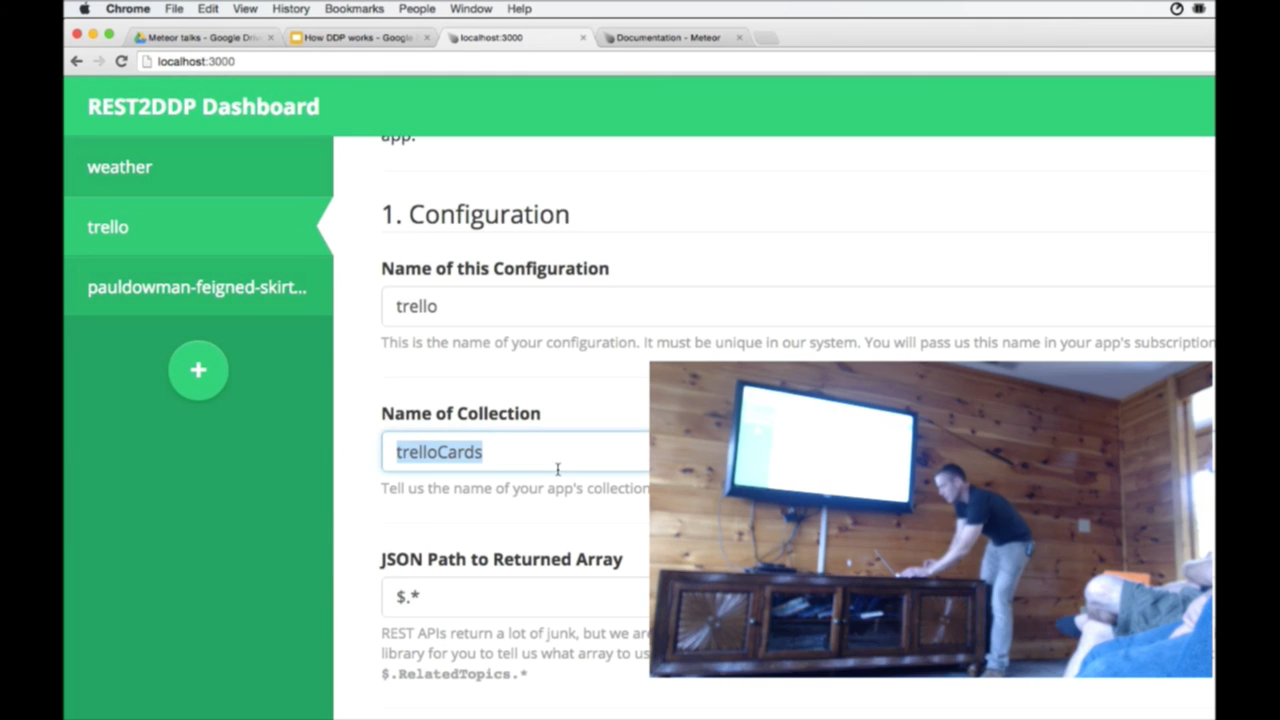 Chrome File Edit View History Bookmarks People Window Help
Meteor talks - Google Driv
How DDP works - Google
localhost:3000
Documentation - Meteor
localhost:3000
REST2DDP Dashboard
weather
trello
pauldowman-feigned-skirt...
+
app.
1. Configuration
Name of this Configuration
trello
This is the name of your configuration. It must be unique in our system. You will pass us this name in your app's subscription
Name of Collection
trelloCards
Tell us the name of your app's collection
JSON Path to Returned Array
$.*
REST APIs return a lot of junk, but we are
library for you to tell us what array to us
$.RelatedTopics.*